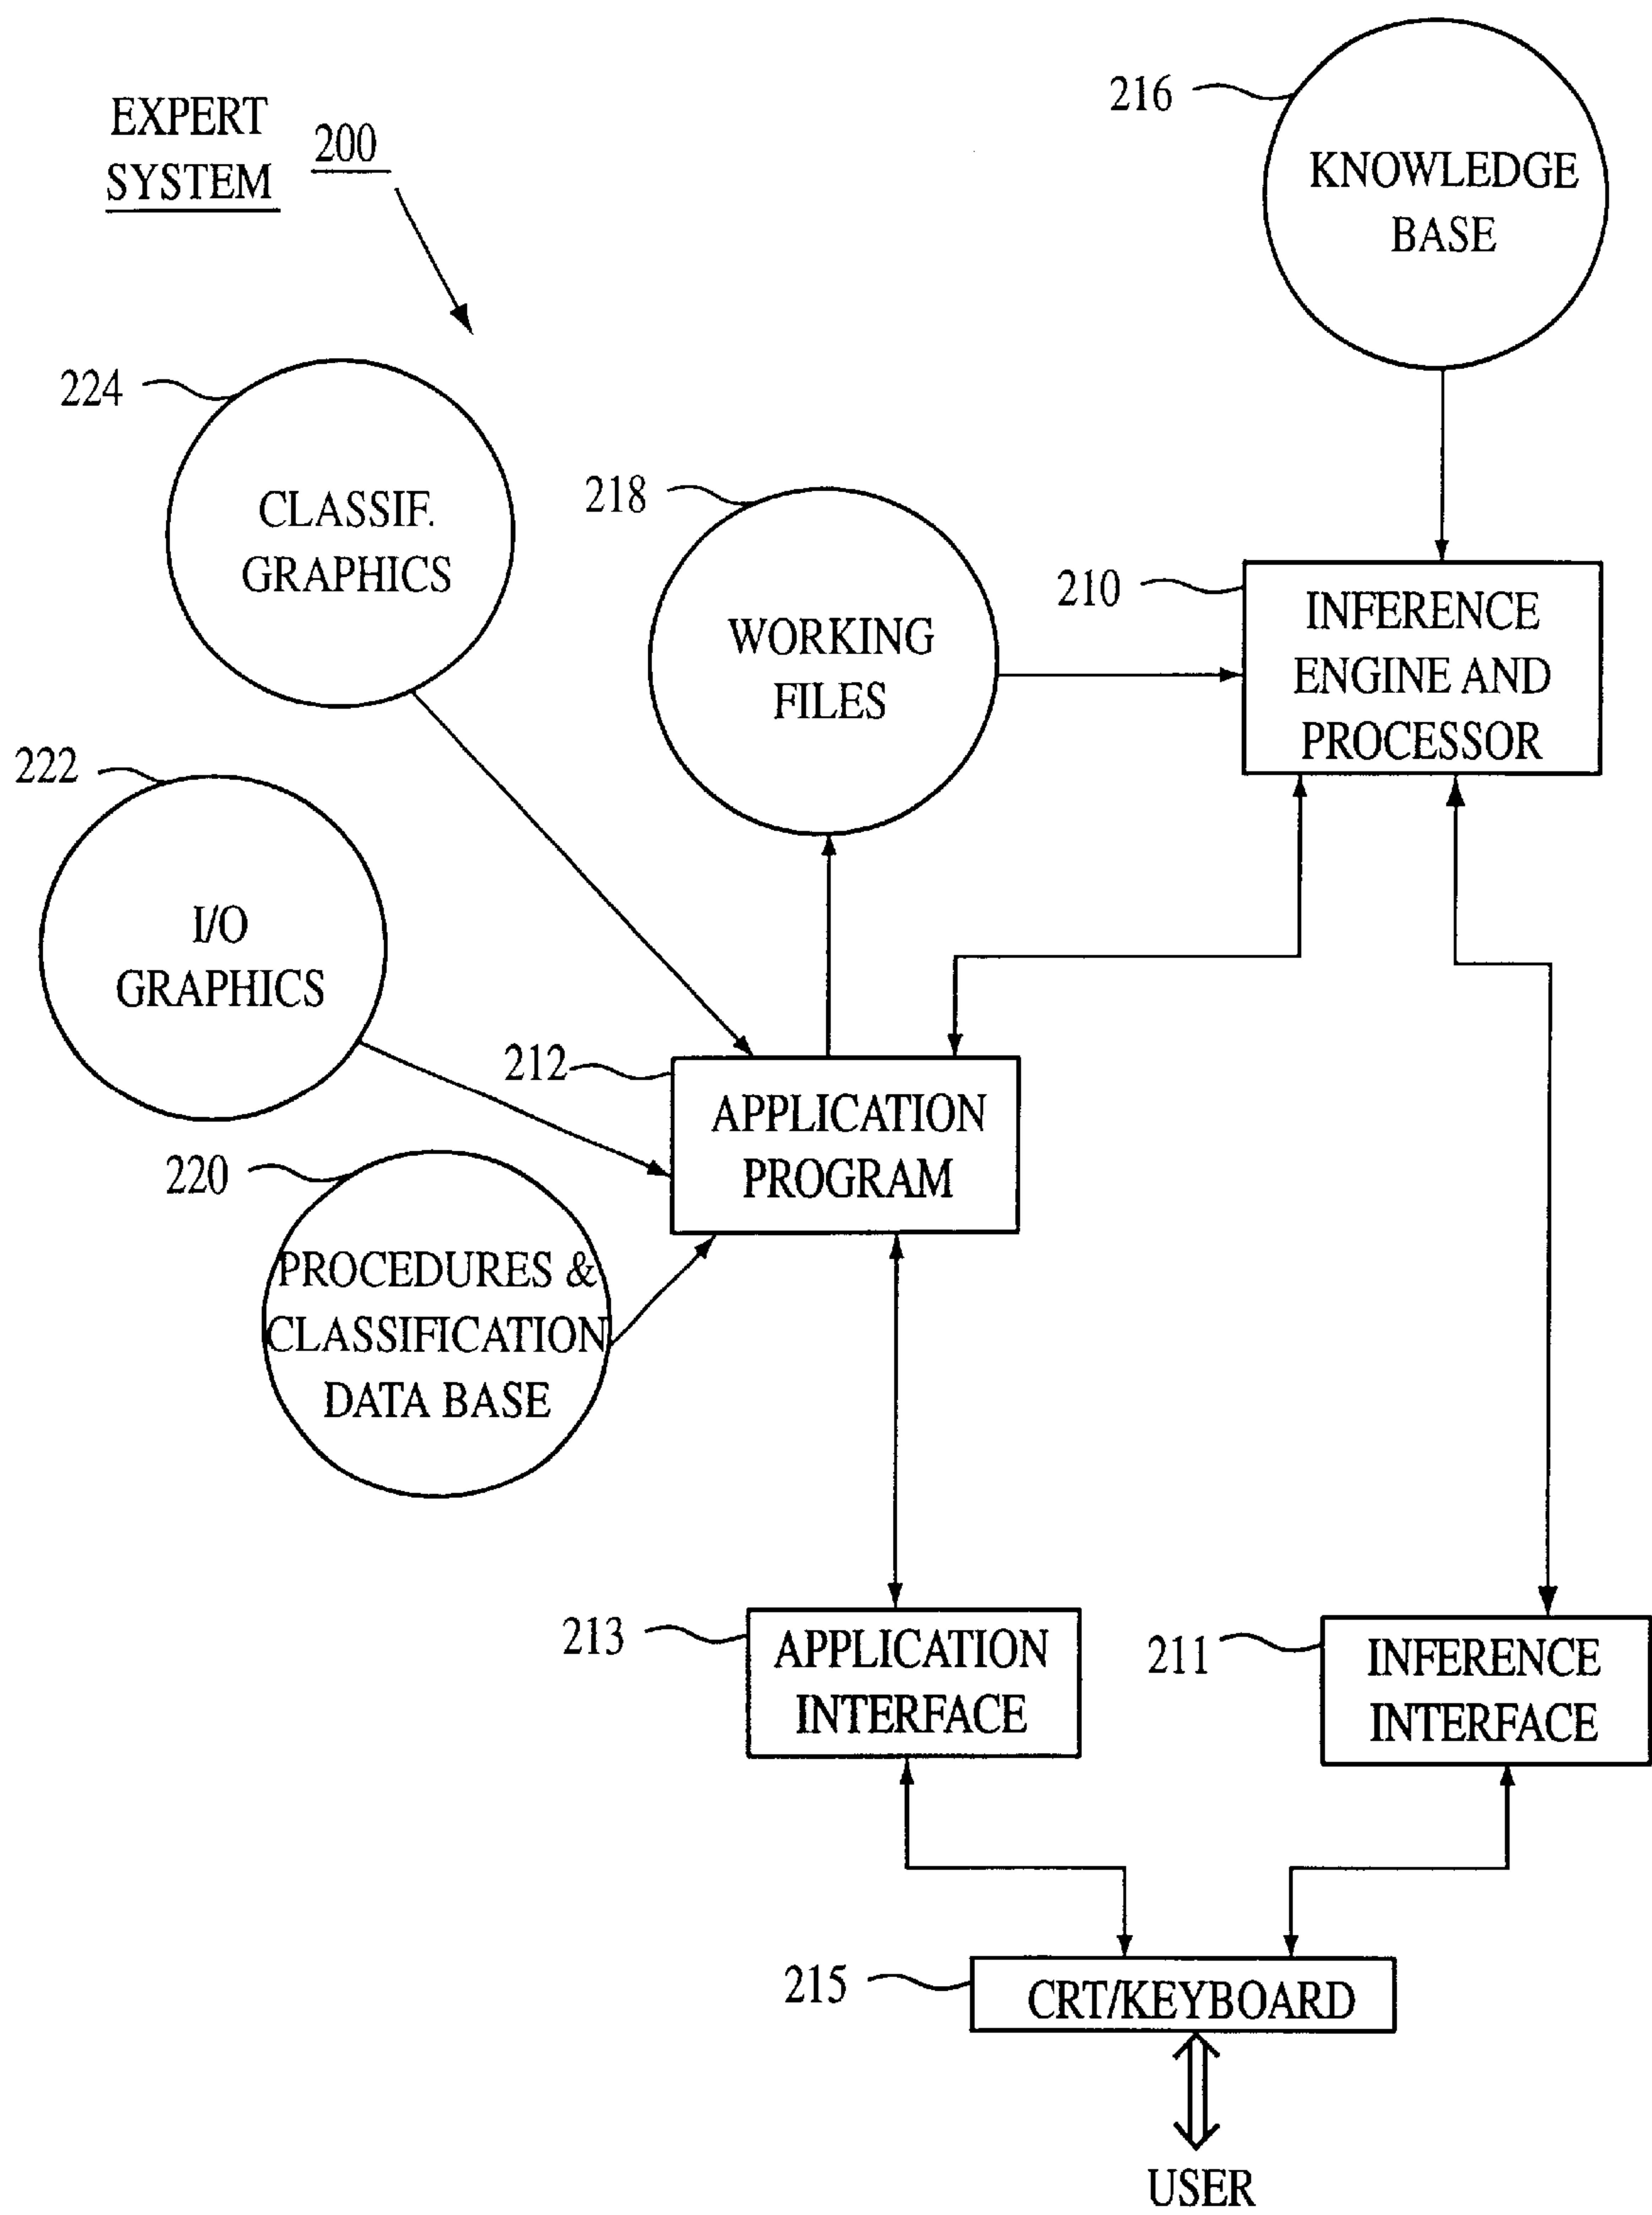 EXPERT
SYSTEM
200
216
KNOWLEDGE
BASE
224
CLASSIF.
GRAPHICS
218
WORKING
FILES
210
INFERENCE
ENGINE AND
PROCESSOR
222
I/O
GRAPHICS
212
APPLICATION
PROGRAM
220
PROCEDURES &
CLASSIFICATION
DATA BASE
213
APPLICATION
INTERFACE
211
INFERENCE
INTERFACE
215
CRT/KEYBOARD
USER